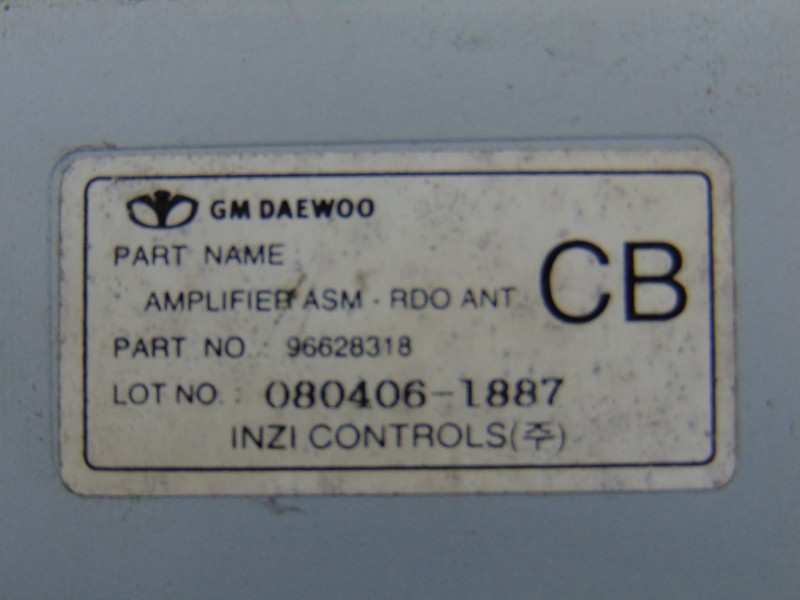 GM DAEWOO
PART NAME
AMPLIFIER ASM - RDO ANT
CB
PART NO. : 96628318
LOT NO. : 080406-1887
INZI CONTROLS(주)